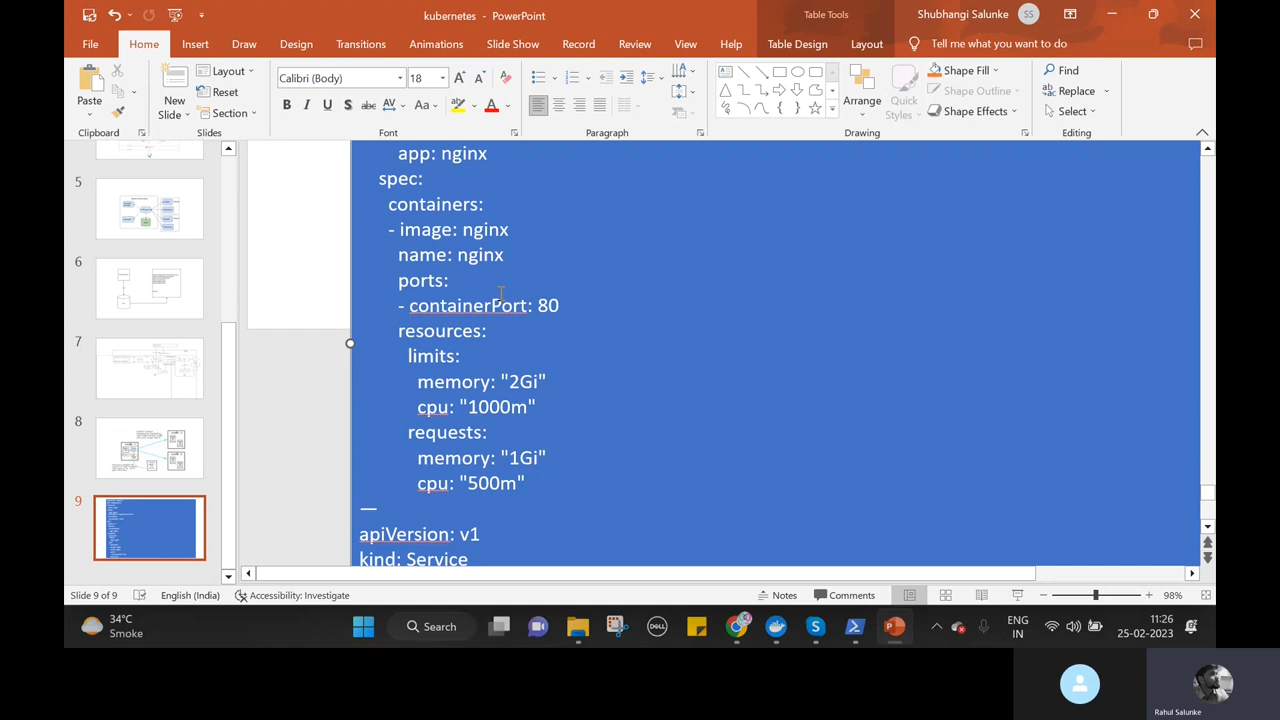 kubernetes - PowerPoint
Table Tools
Shubhangi Salunke
SS
File
Home
Insert
Draw
Design
Transitions
Animations
Slide Show
Record
Review
View
Help
Table Design
Layout
Tell me what you want to do
Paste
New
Slide
Layout
Reset
Section
Calibri (Body)
18
B I U S abc AV Aa
A
Arrange
Quick
Styles
Shape Fill
Shape Outline
Shape Effects
Find
Replace
Select
Clipboard
Slides
Font
Paragraph
Drawing
Editing
5
6
7
8
9
app: nginx
spec:
containers:
- image: nginx
name: nginx
ports:
- containerPort: 80
resources:
limits:
memory: "2Gi"
cpu: "1000m"
requests:
memory: "1Gi"
cpu: "500m"
—
apiVersion: v1
kind: Service
Slide 9 of 9
English (India)
Accessibility: Investigate
Notes
Comments
98%
34°C
Smoke
Search
DELL
ENG
IN
11:26
25-02-2023
Rahul Salunke